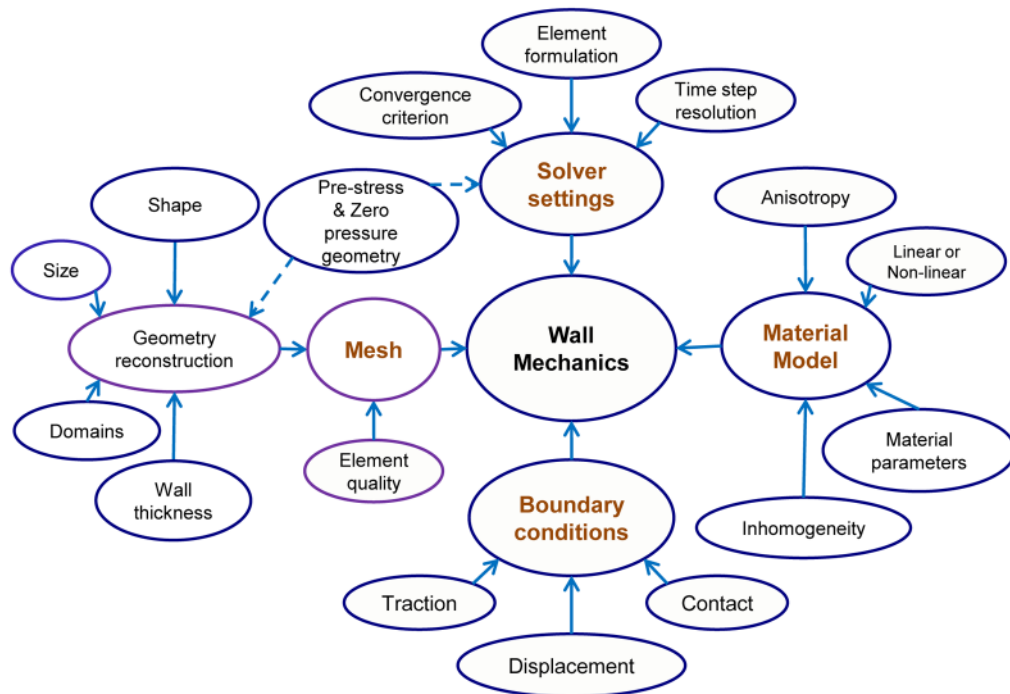 Element
formulation
Convergence
criterion
Time step
resolution
Solver
settings
Pre-stress
& Zero
pressure
geometry
Shape
Size
Anisotropy
Linear or
Non-linear
Geometry
reconstruction
Mesh
Wall
Mechanics
Material
Model
Domains
Wall
thickness
Element
quality
Material
parameters
Boundary
conditions
Inhomogeneity
Traction
Contact
Displacement